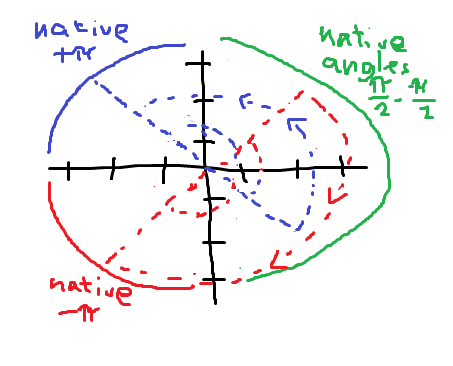 native
+π
native
angles
π/2 - π/2
native
-π